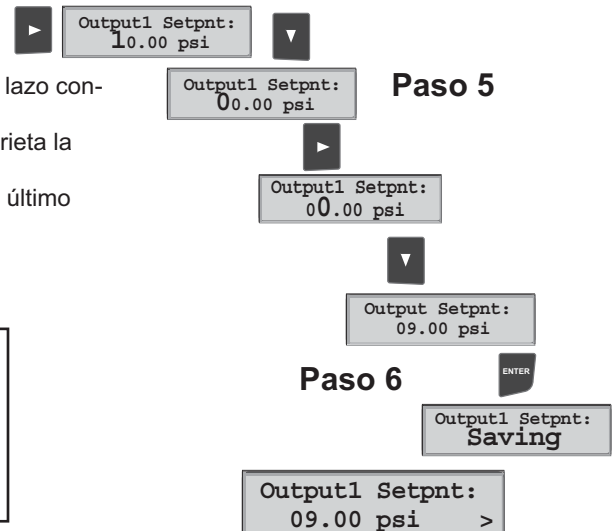 Output1 Setpnt:
10.00 psi
lazo con-
Output1 Setpnt:
00.00 psi
Paso 5
rieta la
último
Output1 Setpnt:
00.00 psi
Output Setpnt:
09.00 psi
Paso 6
ENTER
Output1 Setpnt:
Saving
Output1 Setpnt:
09.00 psi >